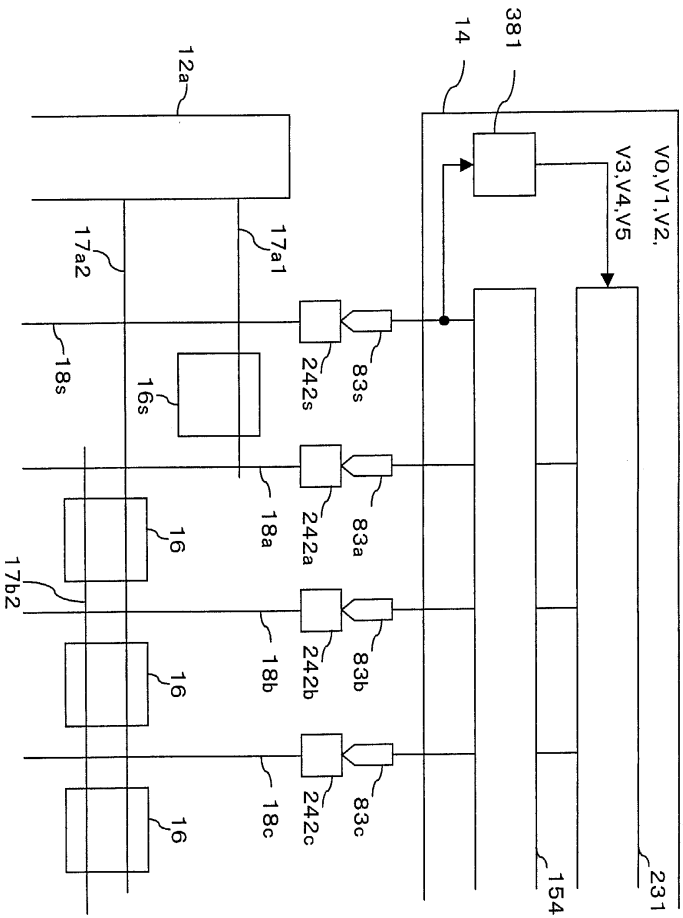 381
14
12a
V0,V1,V2,
V3,V4,V5
17a1
17a2
18s
16s
242s
83s
18a
242a
83a
16
17b2
18b
242b
83b
16
18c
242c
83c
16
154
231